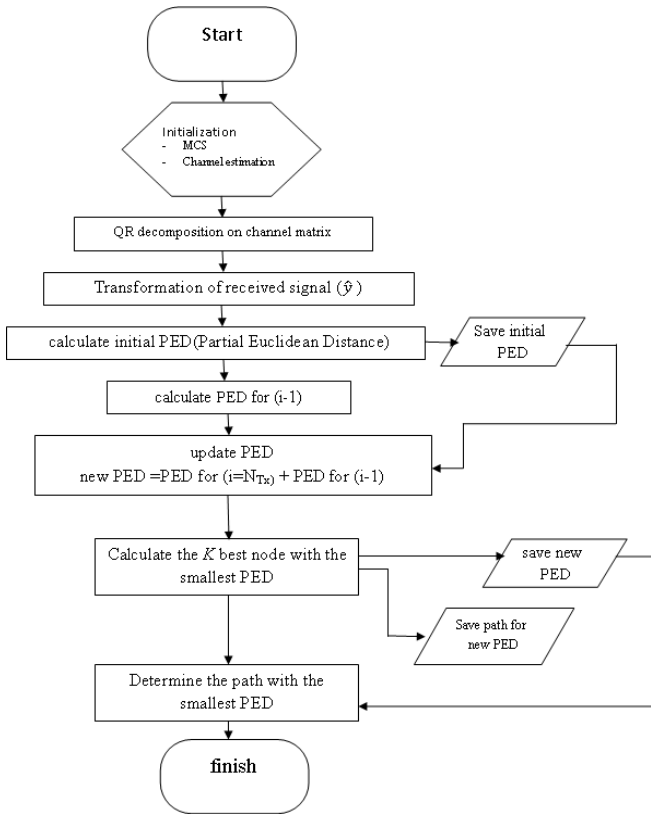 Start
Initialization
- MCS
- Channel estimation
QR decomposition on channel matrix
Transformation of received signal (ŷ )
calculate initial PED(Partial Euclidean Distance)
Save initial
PED
calculate PED for (i-1)
update PED
new PED =PED for (i=NTx) + PED for (i-1)
Calculate the K best node with the
smallest PED
save new
PED
Save path for
new PED
Determine the path with the
smallest PED
finish